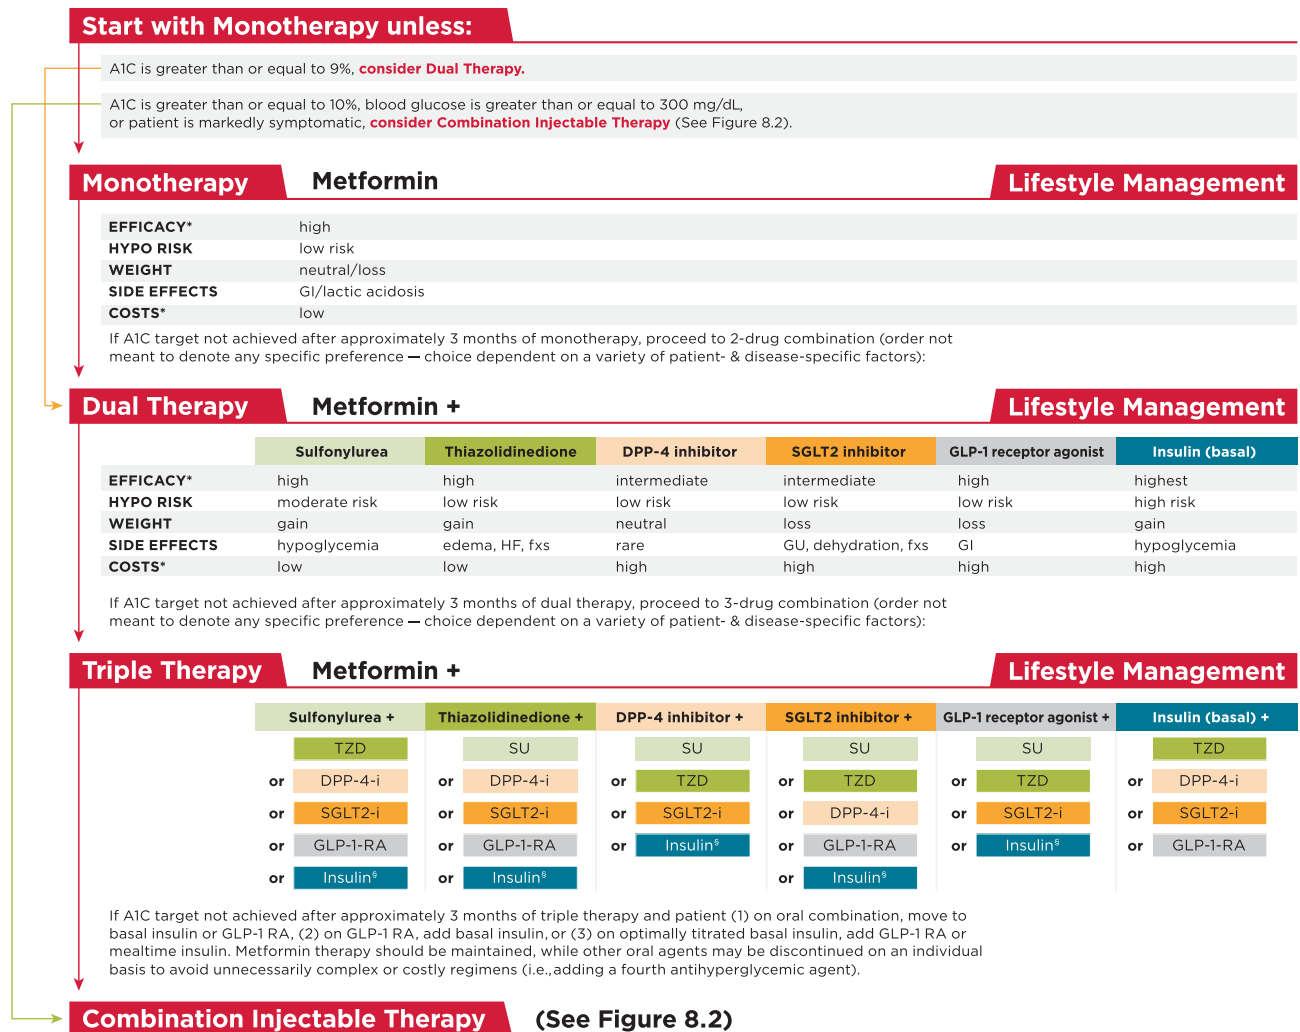 Start with Monotherapy unless:
A1C is greater than or equal to 9%, consider Dual Therapy.
A1C is greater than or equal to 10%, blood glucose is greater than or equal to 300 mg/dL,
or patient is markedly symptomatic, consider Combination Injectable Therapy (See Figure 8.2).
Monotherapy Metformin Lifestyle Management
EFFICACY* high
HYPO RISK low risk
WEIGHT neutral/loss
SIDE EFFECTS GI/lactic acidosis
COSTS* low
If A1C target not achieved after approximately 3 months of monotherapy, proceed to 2-drug combination (order not
meant to denote any specific preference — choice dependent on a variety of patient- & disease-specific factors):
Dual Therapy Metformin + Lifestyle Management
Sulfonylurea Thiazolidinedione DPP-4 inhibitor SGLT2 inhibitor GLP-1 receptor agonist Insulin (basal)
EFFICACY* high high intermediate intermediate high highest
HYPO RISK moderate risk low risk low risk low risk low risk high risk
WEIGHT gain gain neutral loss loss gain
SIDE EFFECTS hypoglycemia edema, HF, fxs rare GU, dehydration, fxs GI hypoglycemia
COSTS* low low high high high high
If A1C target not achieved after approximately 3 months of dual therapy, proceed to 3-drug combination (order not
meant to denote any specific preference — choice dependent on a variety of patient- & disease-specific factors):
Triple Therapy Metformin + Lifestyle Management
Sulfonylurea + Thiazolidinedione + DPP-4 inhibitor + SGLT2 inhibitor + GLP-1 receptor agonist + Insulin (basal) +
TZD SU SU SU SU TZD
or DPP-4-i or DPP-4-i or TZD or TZD or TZD or DPP-4-i
or SGLT2-i or SGLT2-i or SGLT2-i or DPP-4-i or SGLT2-i or SGLT2-i
or GLP-1-RA or GLP-1-RA or Insulin§ or GLP-1-RA or Insulin§ or GLP-1-RA
or Insulin§ or Insulin§ or Insulin§
If A1C target not achieved after approximately 3 months of triple therapy and patient (1) on oral combination, move to
basal insulin or GLP-1 RA, (2) on GLP-1 RA, add basal insulin, or (3) on optimally titrated basal insulin, add GLP-1 RA or
mealtime insulin. Metformin therapy should be maintained, while other oral agents may be discontinued on an individual
basis to avoid unnecessarily complex or costly regimens (i.e., adding a fourth antihyperglycemic agent).
Combination Injectable Therapy (See Figure 8.2)